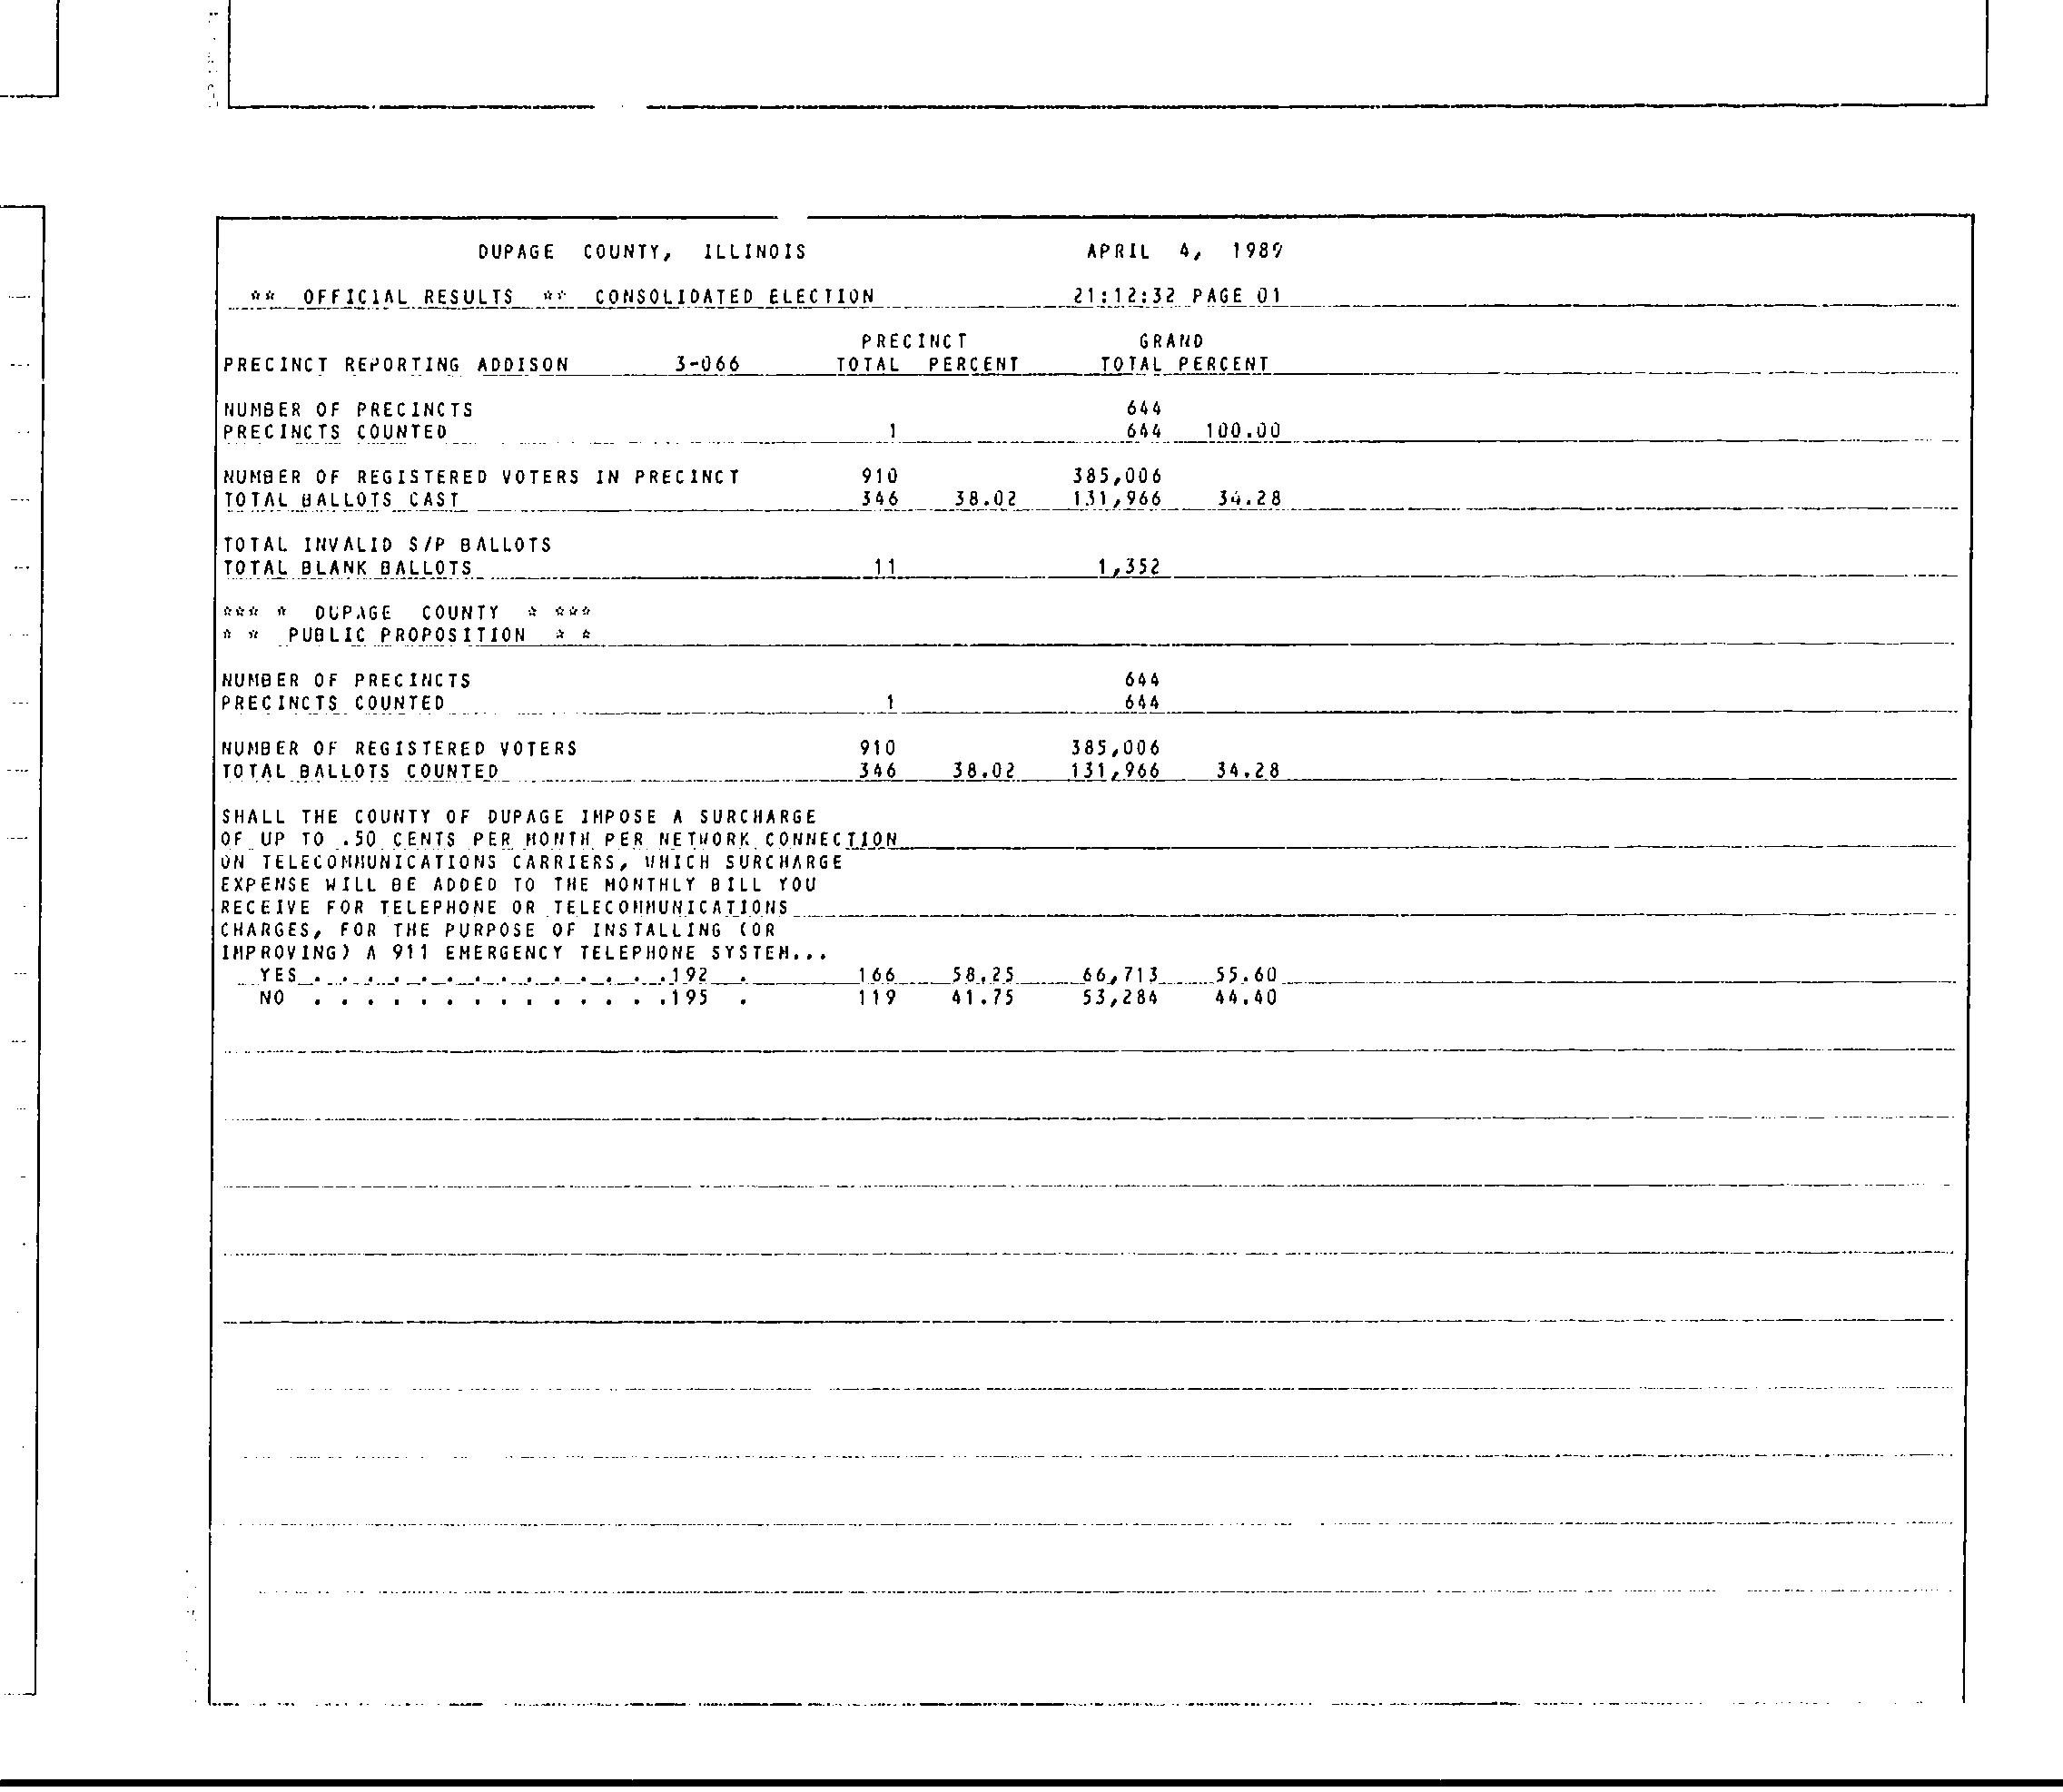 DUPAGE COUNTY, ILLINOIS APRIL 4, 1989
** OFFICIAL RESULTS ** CONSOLIDATED ELECTION 21:12:32 PAGE 01
PRECINCT GRAND
PRECINCT REPORTING ADDISON 3-066 TOTAL PERCENT TOTAL PERCENT
NUMBER OF PRECINCTS 644
PRECINCTS COUNTED 1 644 100.00
NUMBER OF REGISTERED VOTERS IN PRECINCT 910 385,006
TOTAL BALLOTS CAST 346 38.02 131,966 34.28
TOTAL INVALID S/P BALLOTS
TOTAL BLANK BALLOTS 11 1,352
*** * DUPAGE COUNTY * ***
* * PUBLIC PROPOSITION * *
NUMBER OF PRECINCTS 644
PRECINCTS COUNTED 1 644
NUMBER OF REGISTERED VOTERS 910 385,006
TOTAL BALLOTS COUNTED 346 38.02 131,966 34.28
SHALL THE COUNTY OF DUPAGE IMPOSE A SURCHARGE
OF UP TO .50 CENTS PER MONTH PER NETWORK CONNECTION
ON TELECOMMUNICATIONS CARRIERS, WHICH SURCHARGE
EXPENSE WILL BE ADDED TO THE MONTHLY BILL YOU
RECEIVE FOR TELEPHONE OR TELECOMMUNICATIONS
CHARGES, FOR THE PURPOSE OF INSTALLING (OR
IMPROVING) A 911 EMERGENCY TELEPHONE SYSTEM...
YES . . . . . . . . . . . . . .192 . 166 58.25 66,713 55.60
NO . . . . . . . . . . . . . .195 . 119 41.75 53,284 44.40